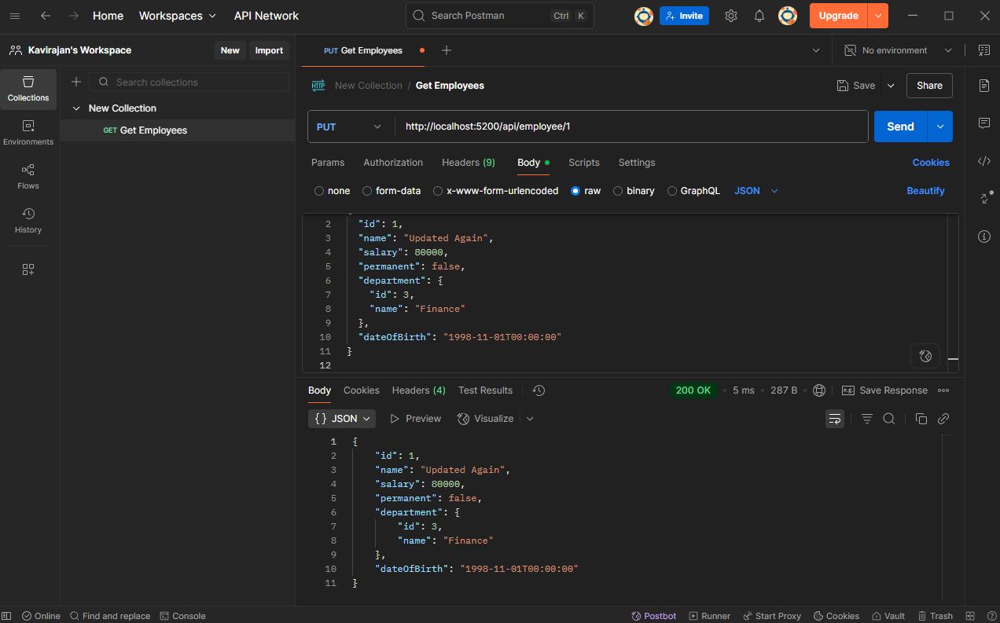 Home Workspaces API Network Search Postman Ctrl K Invite Upgrade
Kavirajan's Workspace New Import PUT Get Employees No environment
Search collections
New Collection
GET Get Employees
Collections
Environments
Flows
History
HTTP New Collection / Get Employees Save Share
PUT http://localhost:5200/api/employee/1 Send
Params Authorization Headers (9) Body Scripts Settings Cookies
none form-data x-www-form-urlencoded raw binary GraphQL JSON Beautify
2 "id": 1,
3 "name": "Updated Again",
4 "salary": 80000,
5 "permanent": false,
6 "department": {
7 "id": 3,
8 "name": "Finance"
9 },
10 "dateOfBirth": "1998-11-01T00:00:00"
11 }
12
Body Cookies Headers (4) Test Results 200 OK 5 ms 287 B e.g. Save Response
{} JSON Preview Visualize
1 {
2 "id": 1,
3 "name": "Updated Again",
4 "salary": 80000,
5 "permanent": false,
6 "department": {
7 "id": 3,
8 "name": "Finance"
9 },
10 "dateOfBirth": "1998-11-01T00:00:00"
11 }
Online Find and replace Console Postbot Runner Start Proxy Cookies Vault Trash